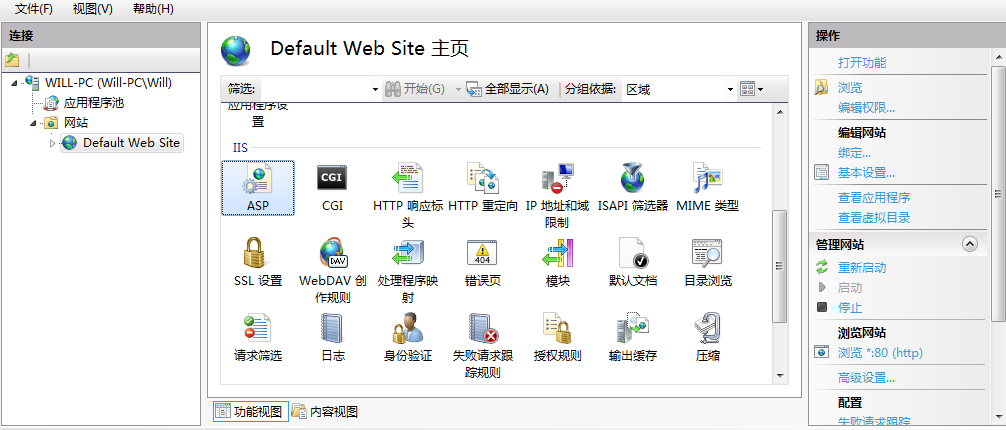 文件(F) 视图(V) 帮助(H)
连接
WILL-PC (Will-PC\Will)
应用程序池
网站
Default Web Site
Default Web Site 主页
筛选: 开始(G) 全部显示(A) 分组依据: 区域
应用程序设
置
IIS
ASP
CGI
CGI
HTTP 响应标
头
HTTP 重定向
IP 地址和域
限制
ISAPI 筛选器
MIME 类型
SSL 设置
DAV
WebDAV 创
作规则
处理程序映
射
404
错误页
模块
默认文档
目录浏览
请求筛选
日志
身份验证
失败请求跟
踪规则
授权规则
输出缓存
压缩
功能视图 内容视图
操作
打开功能
浏览
编辑权限...
编辑网站
绑定...
基本设置...
查看应用程序
查看虚拟目录
管理网站
重新启动
启动
停止
浏览网站
浏览 *:80 (http)
高级设置...
配置
失败请求跟踪